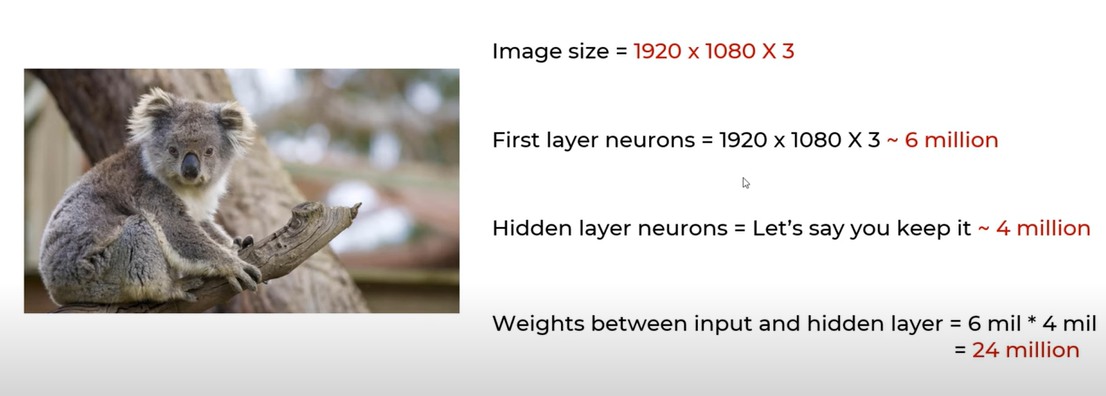 Image size = 1920 x 1080 X 3
First layer neurons = 1920 x 1080 X 3 ~ 6 million
Hidden layer neurons = Let’s say you keep it ~ 4 million
Weights between input and hidden layer = 6 mil * 4 mil
= 24 million